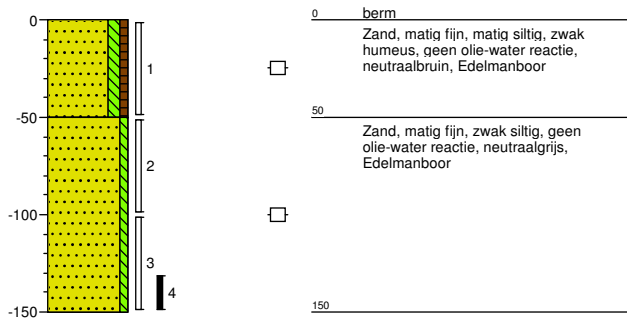 0
-50
-100
-150
1
2
3
4
0
berm
Zand, matig fijn, matig siltig, zwak
humeus, geen olie-water reactie,
neutraalbruin, Edelmanboor
50
Zand, matig fijn, zwak siltig, geen
olie-water reactie, neutraalgrijs,
Edelmanboor
150